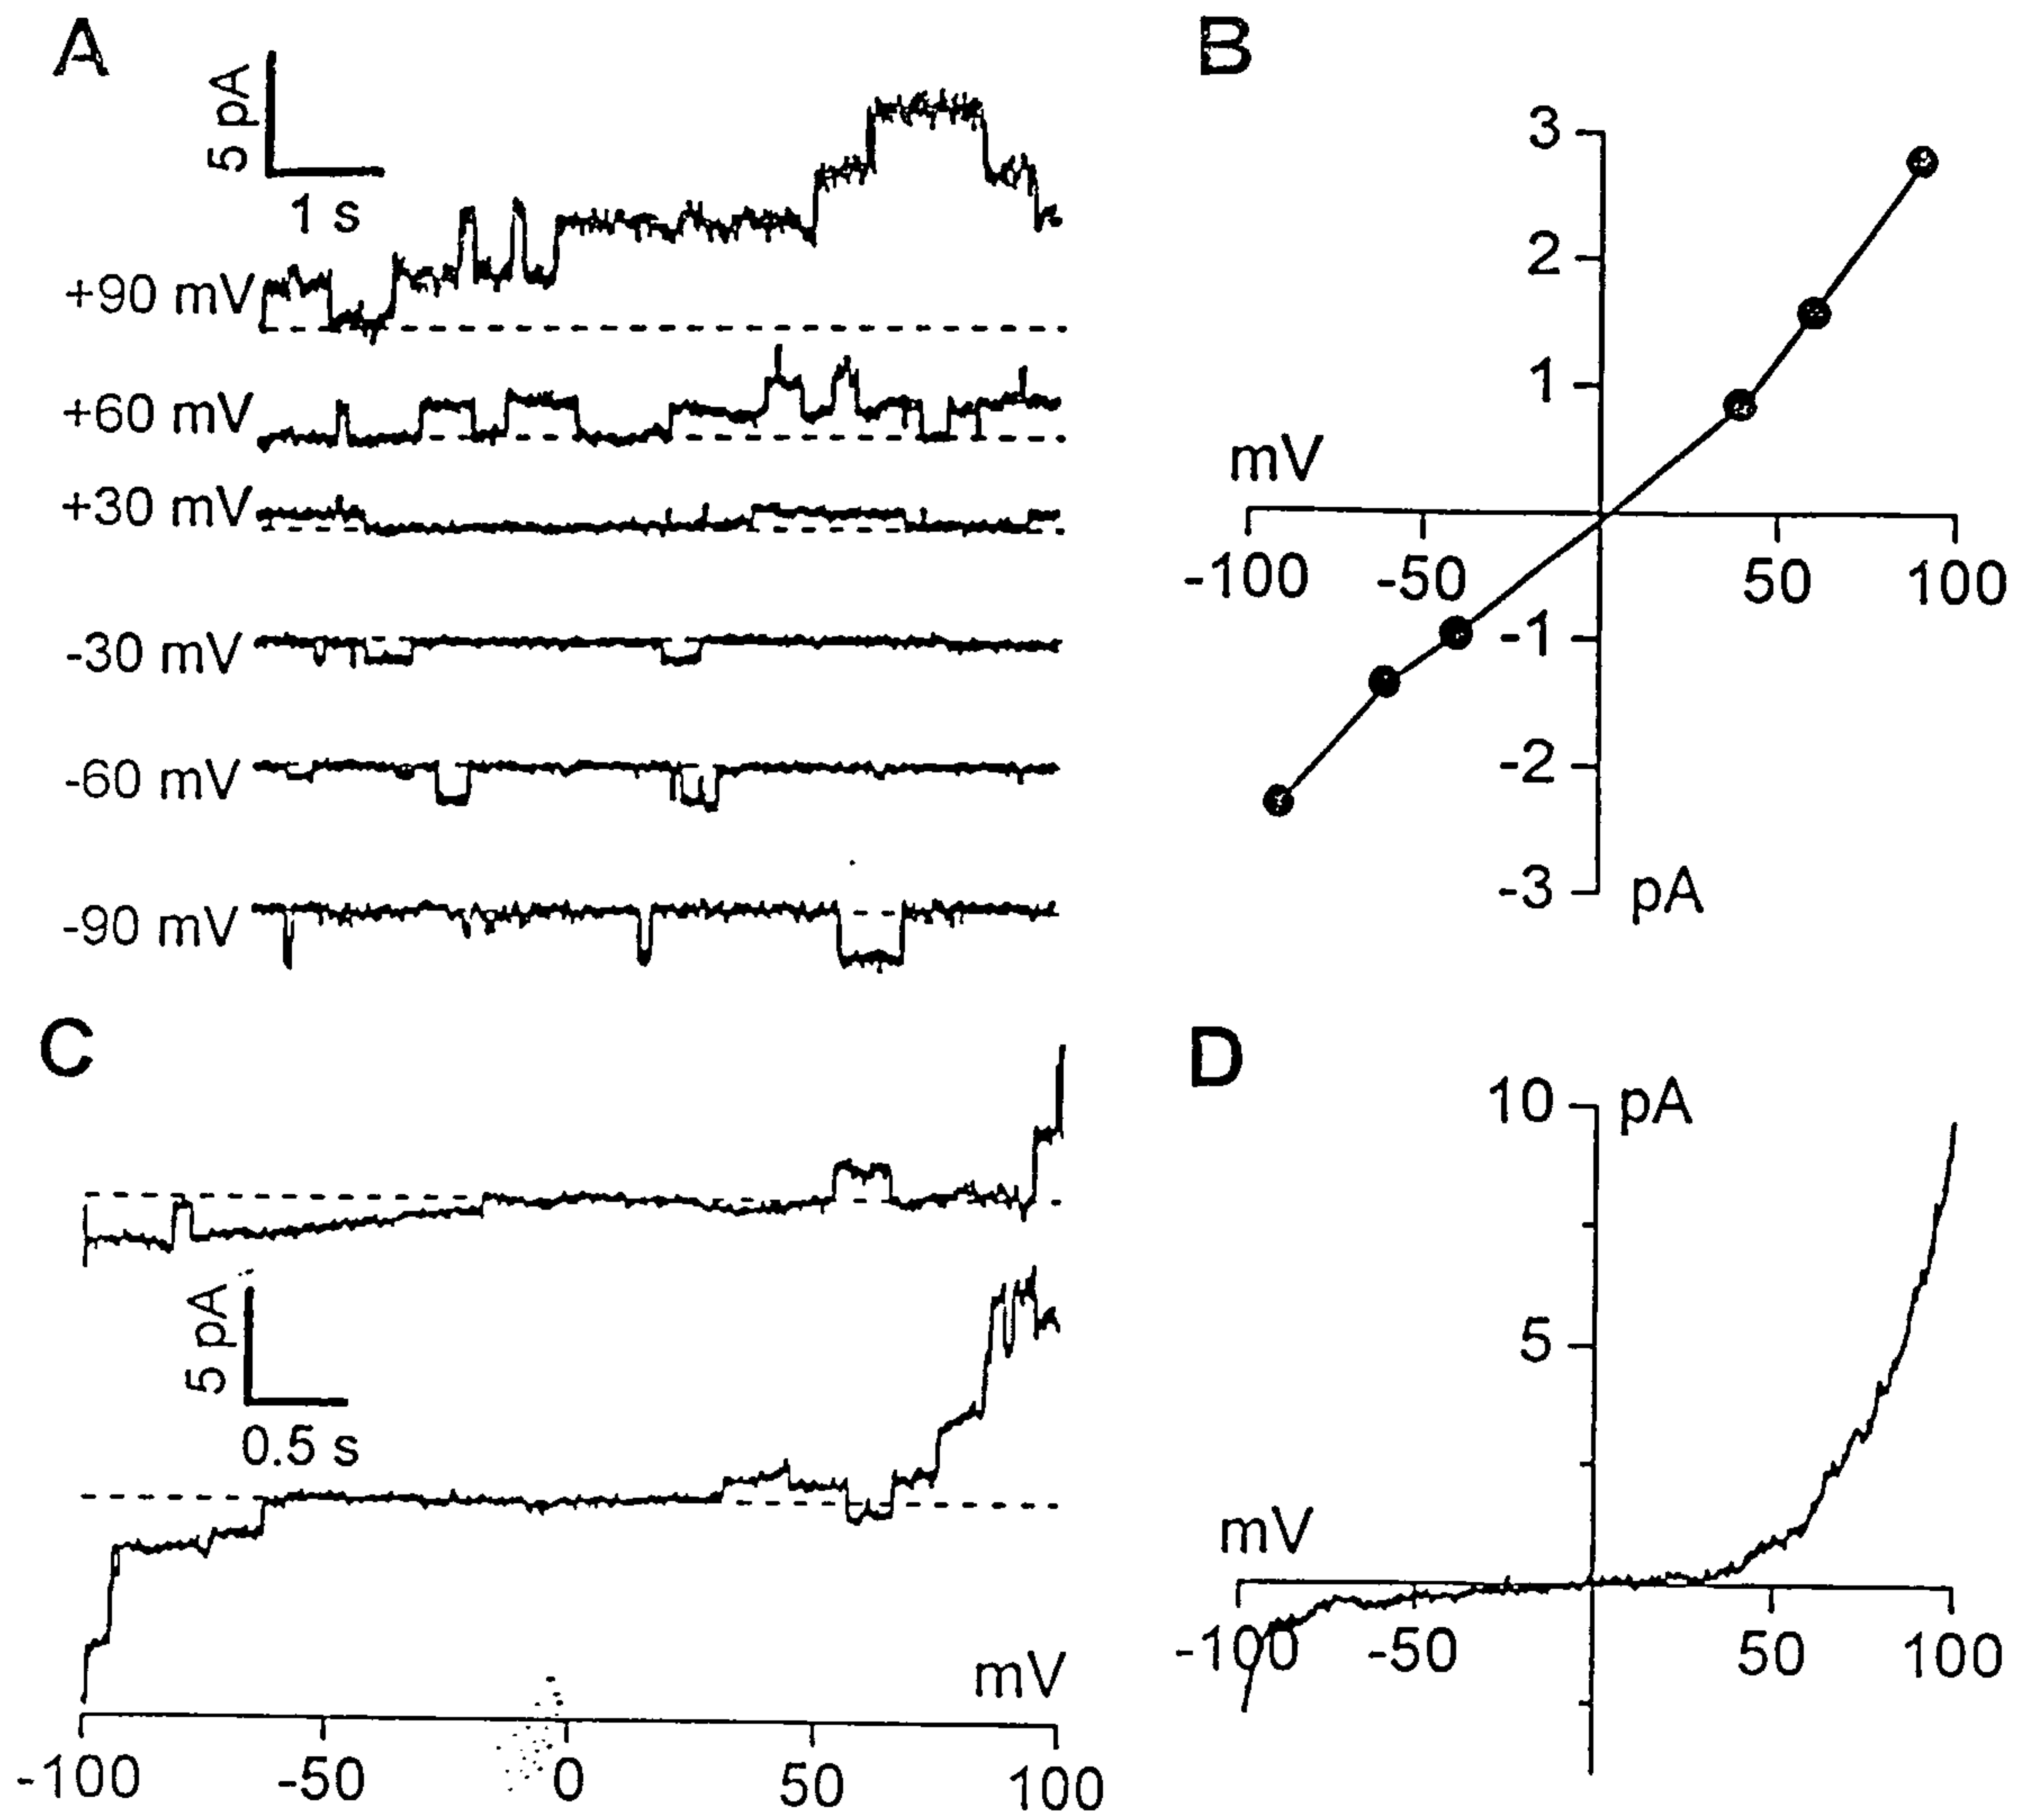 A
5 pA
1 s
+90 mV
+60 mV
+30 mV
-30 mV
-60 mV
-90 mV
B
3
2
1
mV
-100 -50 50 100
-1
-2
-3 pA
C
5 pA
0.5 s
mV
-100 -50 0 50 100
D
10 pA
5
mV
-100 -50 50 100